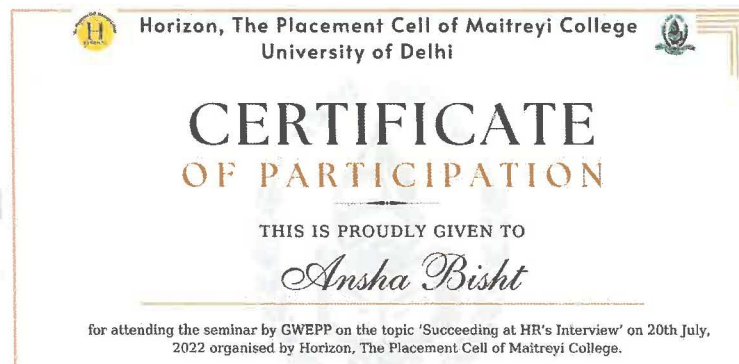 Horizon, The Placement Cell of Maitreyi College
University of Delhi
H
CERTIFICATE
OF PARTICIPATION
THIS IS PROUDLY GIVEN TO
Ansha Bisht
for attending the seminar by GWEPP on the topic 'Succeeding at HR's Interview' on 20th July,
2022 organised by Horizon, The Placement Cell of Maitreyi College.